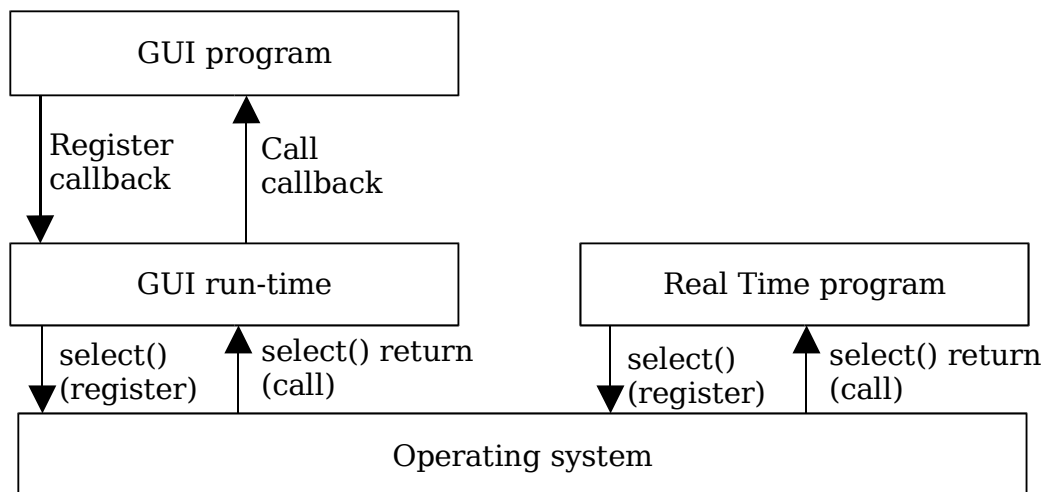 GUI program
Register
callback
Call
callback
GUI run-time
Real Time program
select()
(register)
select() return
(call)
select()
(register)
select() return
(call)
Operating system